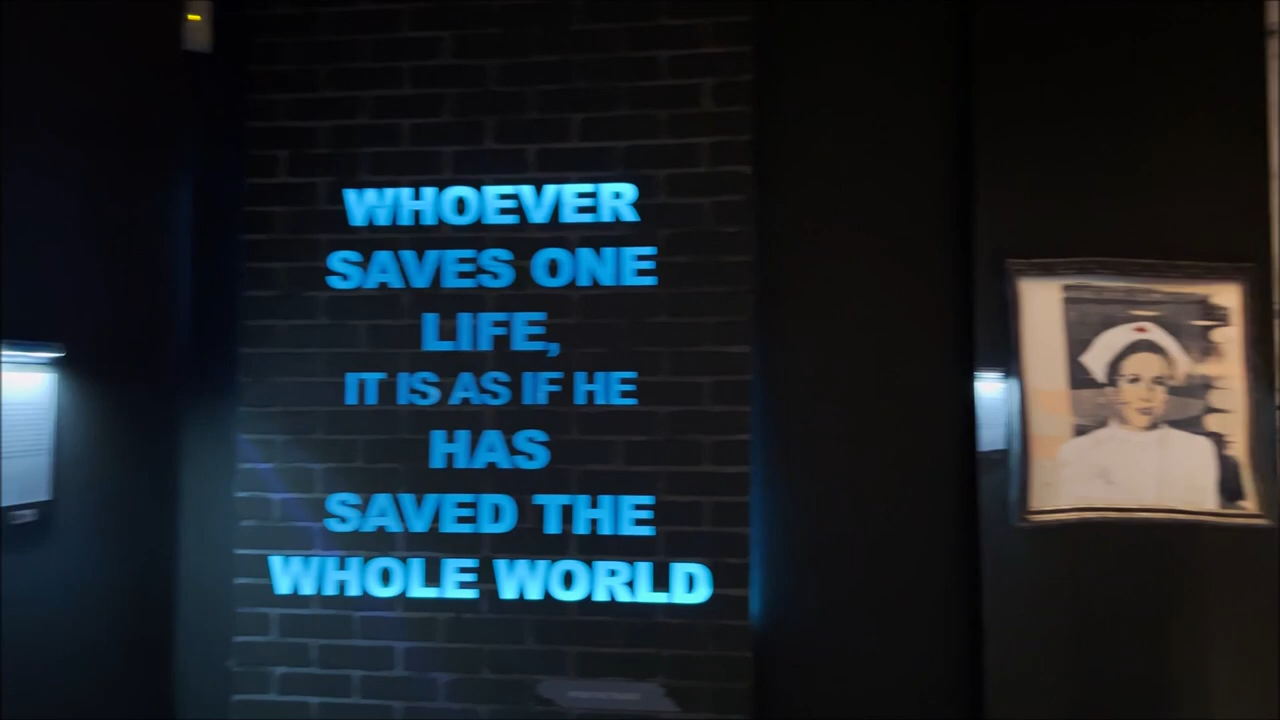 WHOEVER
SAVES ONE
LIFE,
IT IS AS IF HE
HAS
SAVED THE
WHOLE WORLD